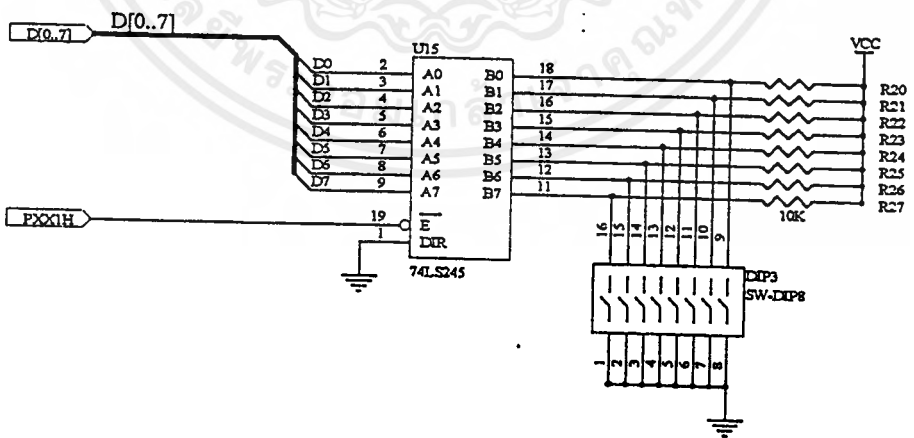 D[0..7]
D[0..7]
U15
VCC
D0 2 A0 B0 18 R20
D1 3 A1 B1 17 R21
D2 4 A2 B2 16 R22
D3 5 A3 B3 15 R23
D4 6 A4 B4 14 R24
D5 7 A5 B5 13 R25
D6 8 A6 B6 12 R26
D7 9 A7 B7 11 R27
10K
PXX1H
19 E
1 DIR
74LS245
16 15 14 13 12 11 10 9
DIP3
SW-DIP8
1 2 3 4 5 6 7 8